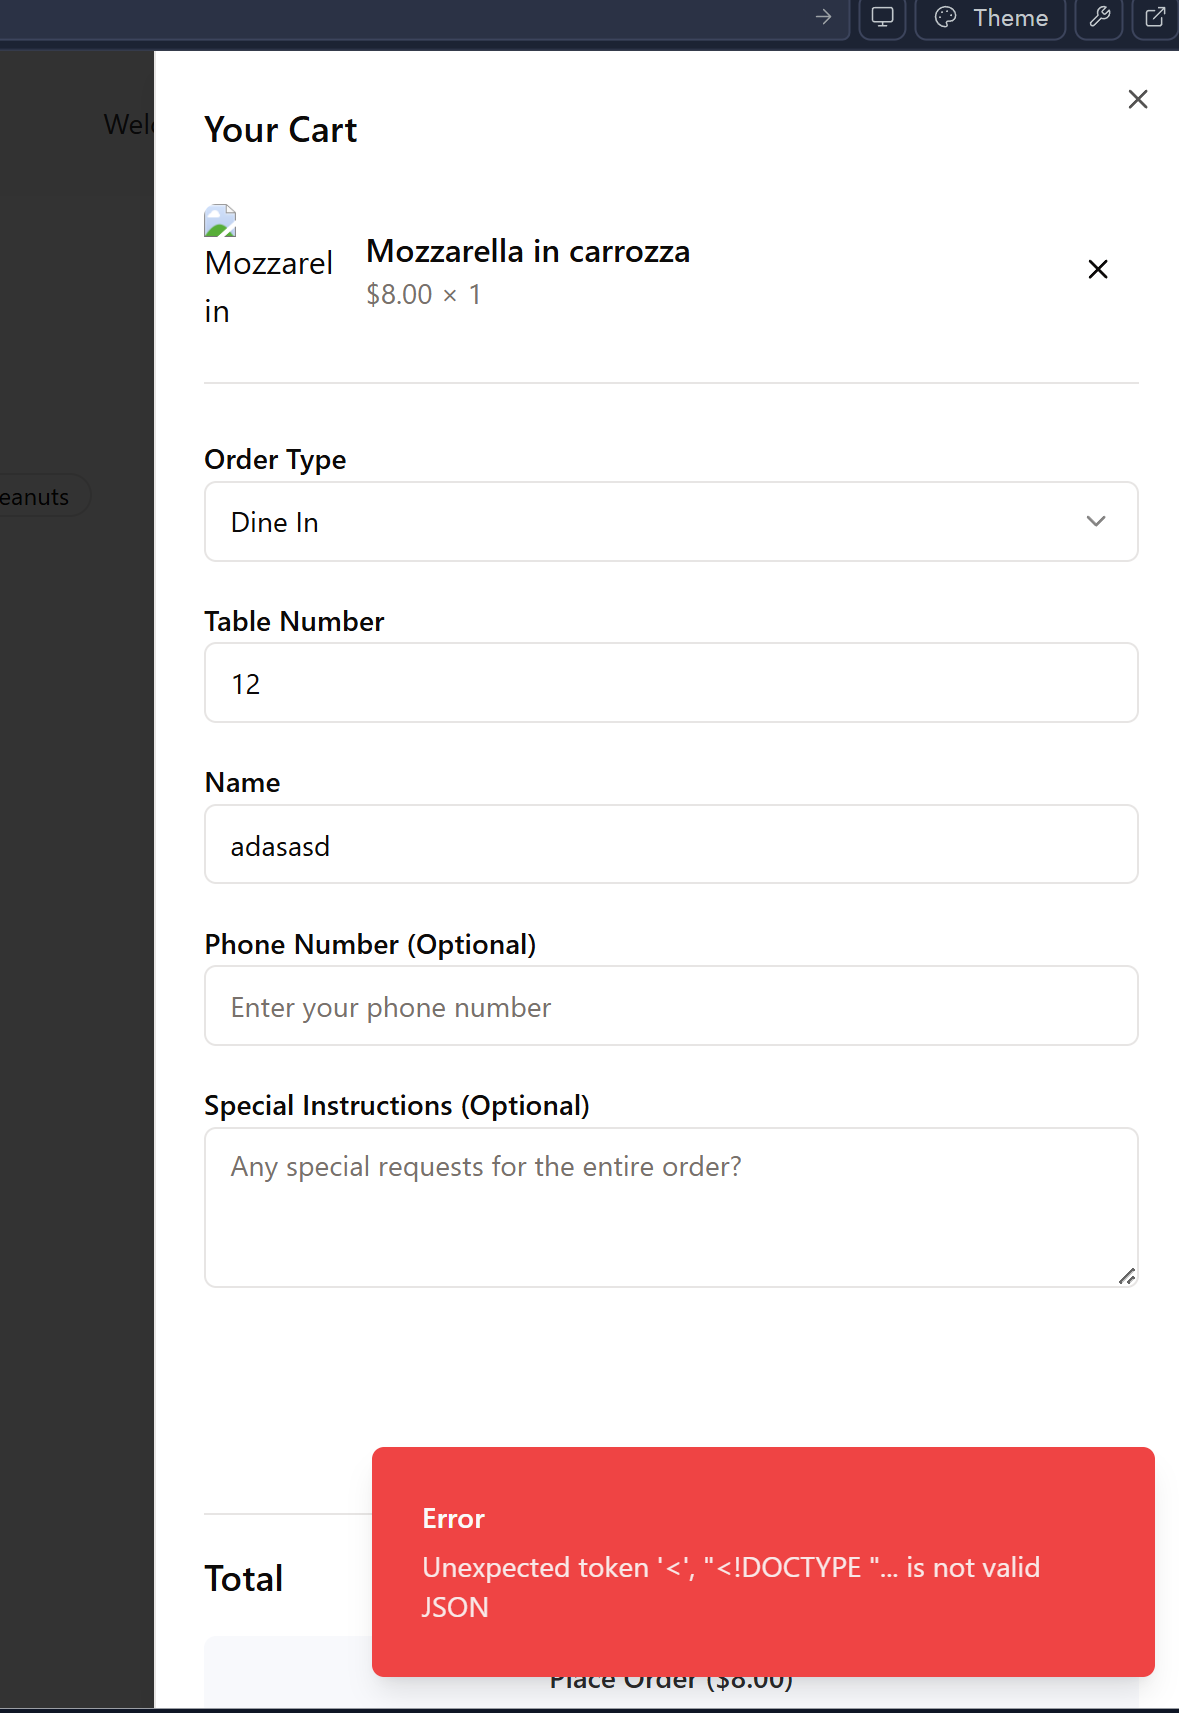 Theme
Wel
Your Cart
Mozzarel
in
Mozzarella in carrozza
$8.00 × 1
Order Type
Dine In
eanuts
Table Number
12
Name
adasasd
Phone Number (Optional)
Enter your phone number
Special Instructions (Optional)
Any special requests for the entire order?
Error
Unexpected token '<', "<!DOCTYPE "... is not valid
JSON
Total
Place Order ($8.00)